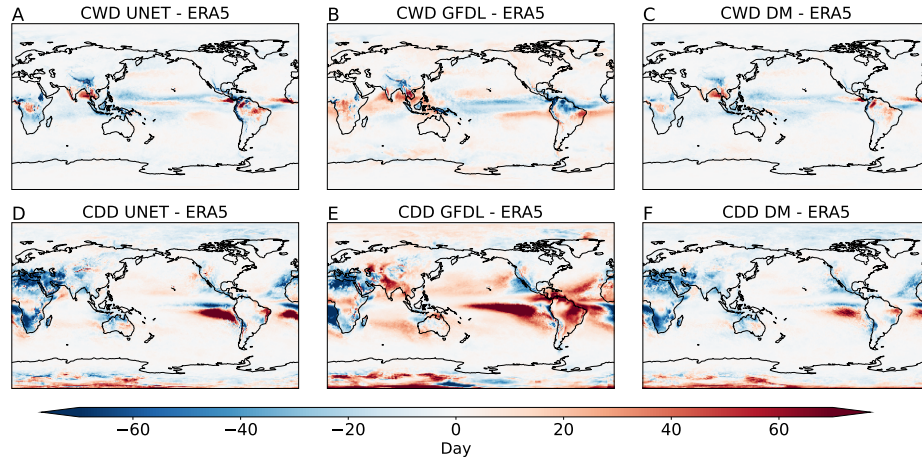 A CWD UNET - ERA5
B CWD GFDL - ERA5
C CWD DM - ERA5
D CDD UNET - ERA5
E CDD GFDL - ERA5
F CDD DM - ERA5
−60 −40 −20 0 20 40 60
Day